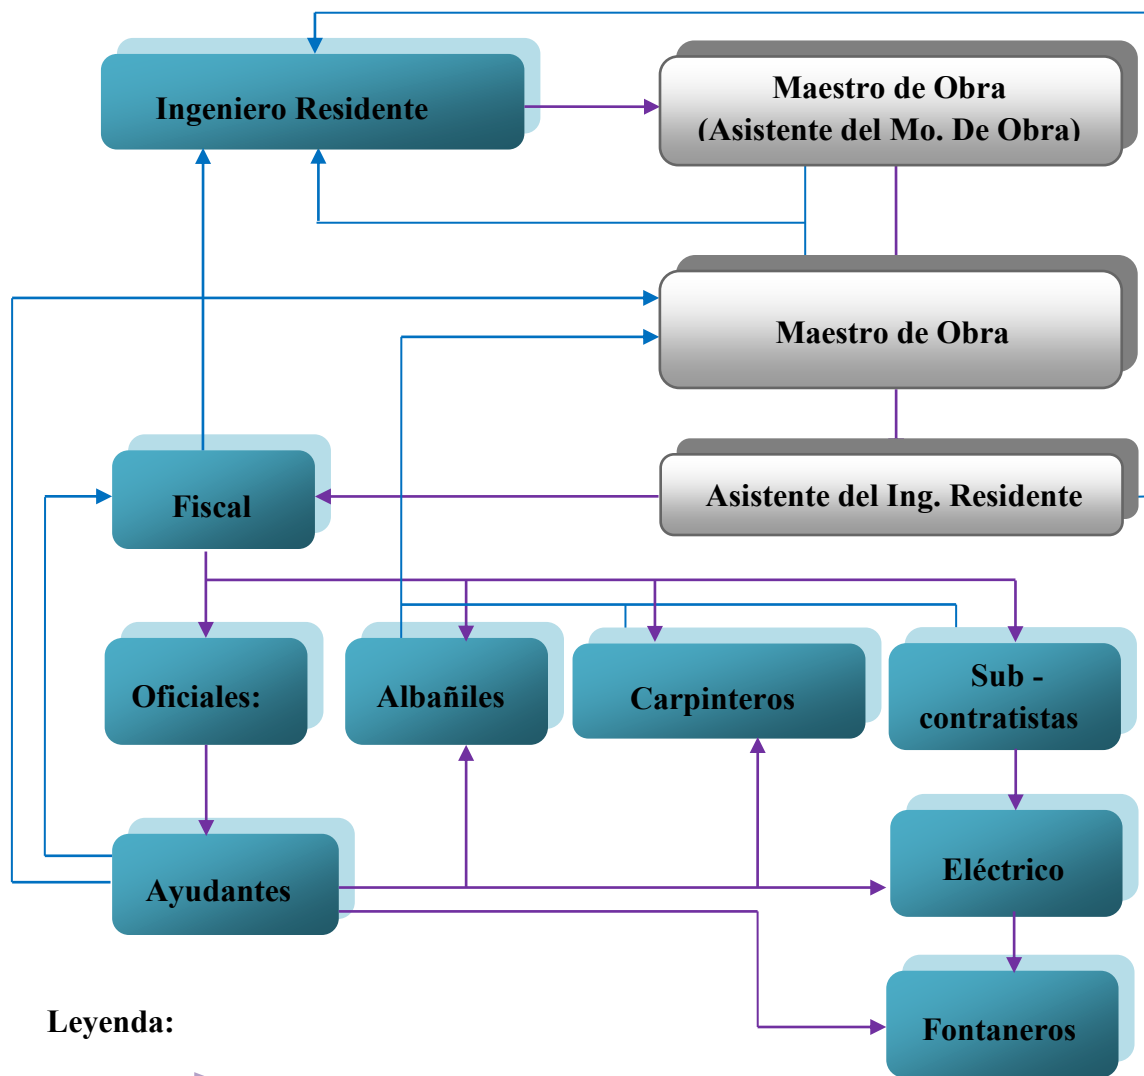 Ingeniero Residente
Maestro de Obra
(Asistente del Mo. De Obra)
Maestro de Obra
Asistente del Ing. Residente
Fiscal
Oficiales:
Albañiles
Carpinteros
Sub -
contratistas
Ayudantes
Eléctrico
Fontaneros
Leyenda: